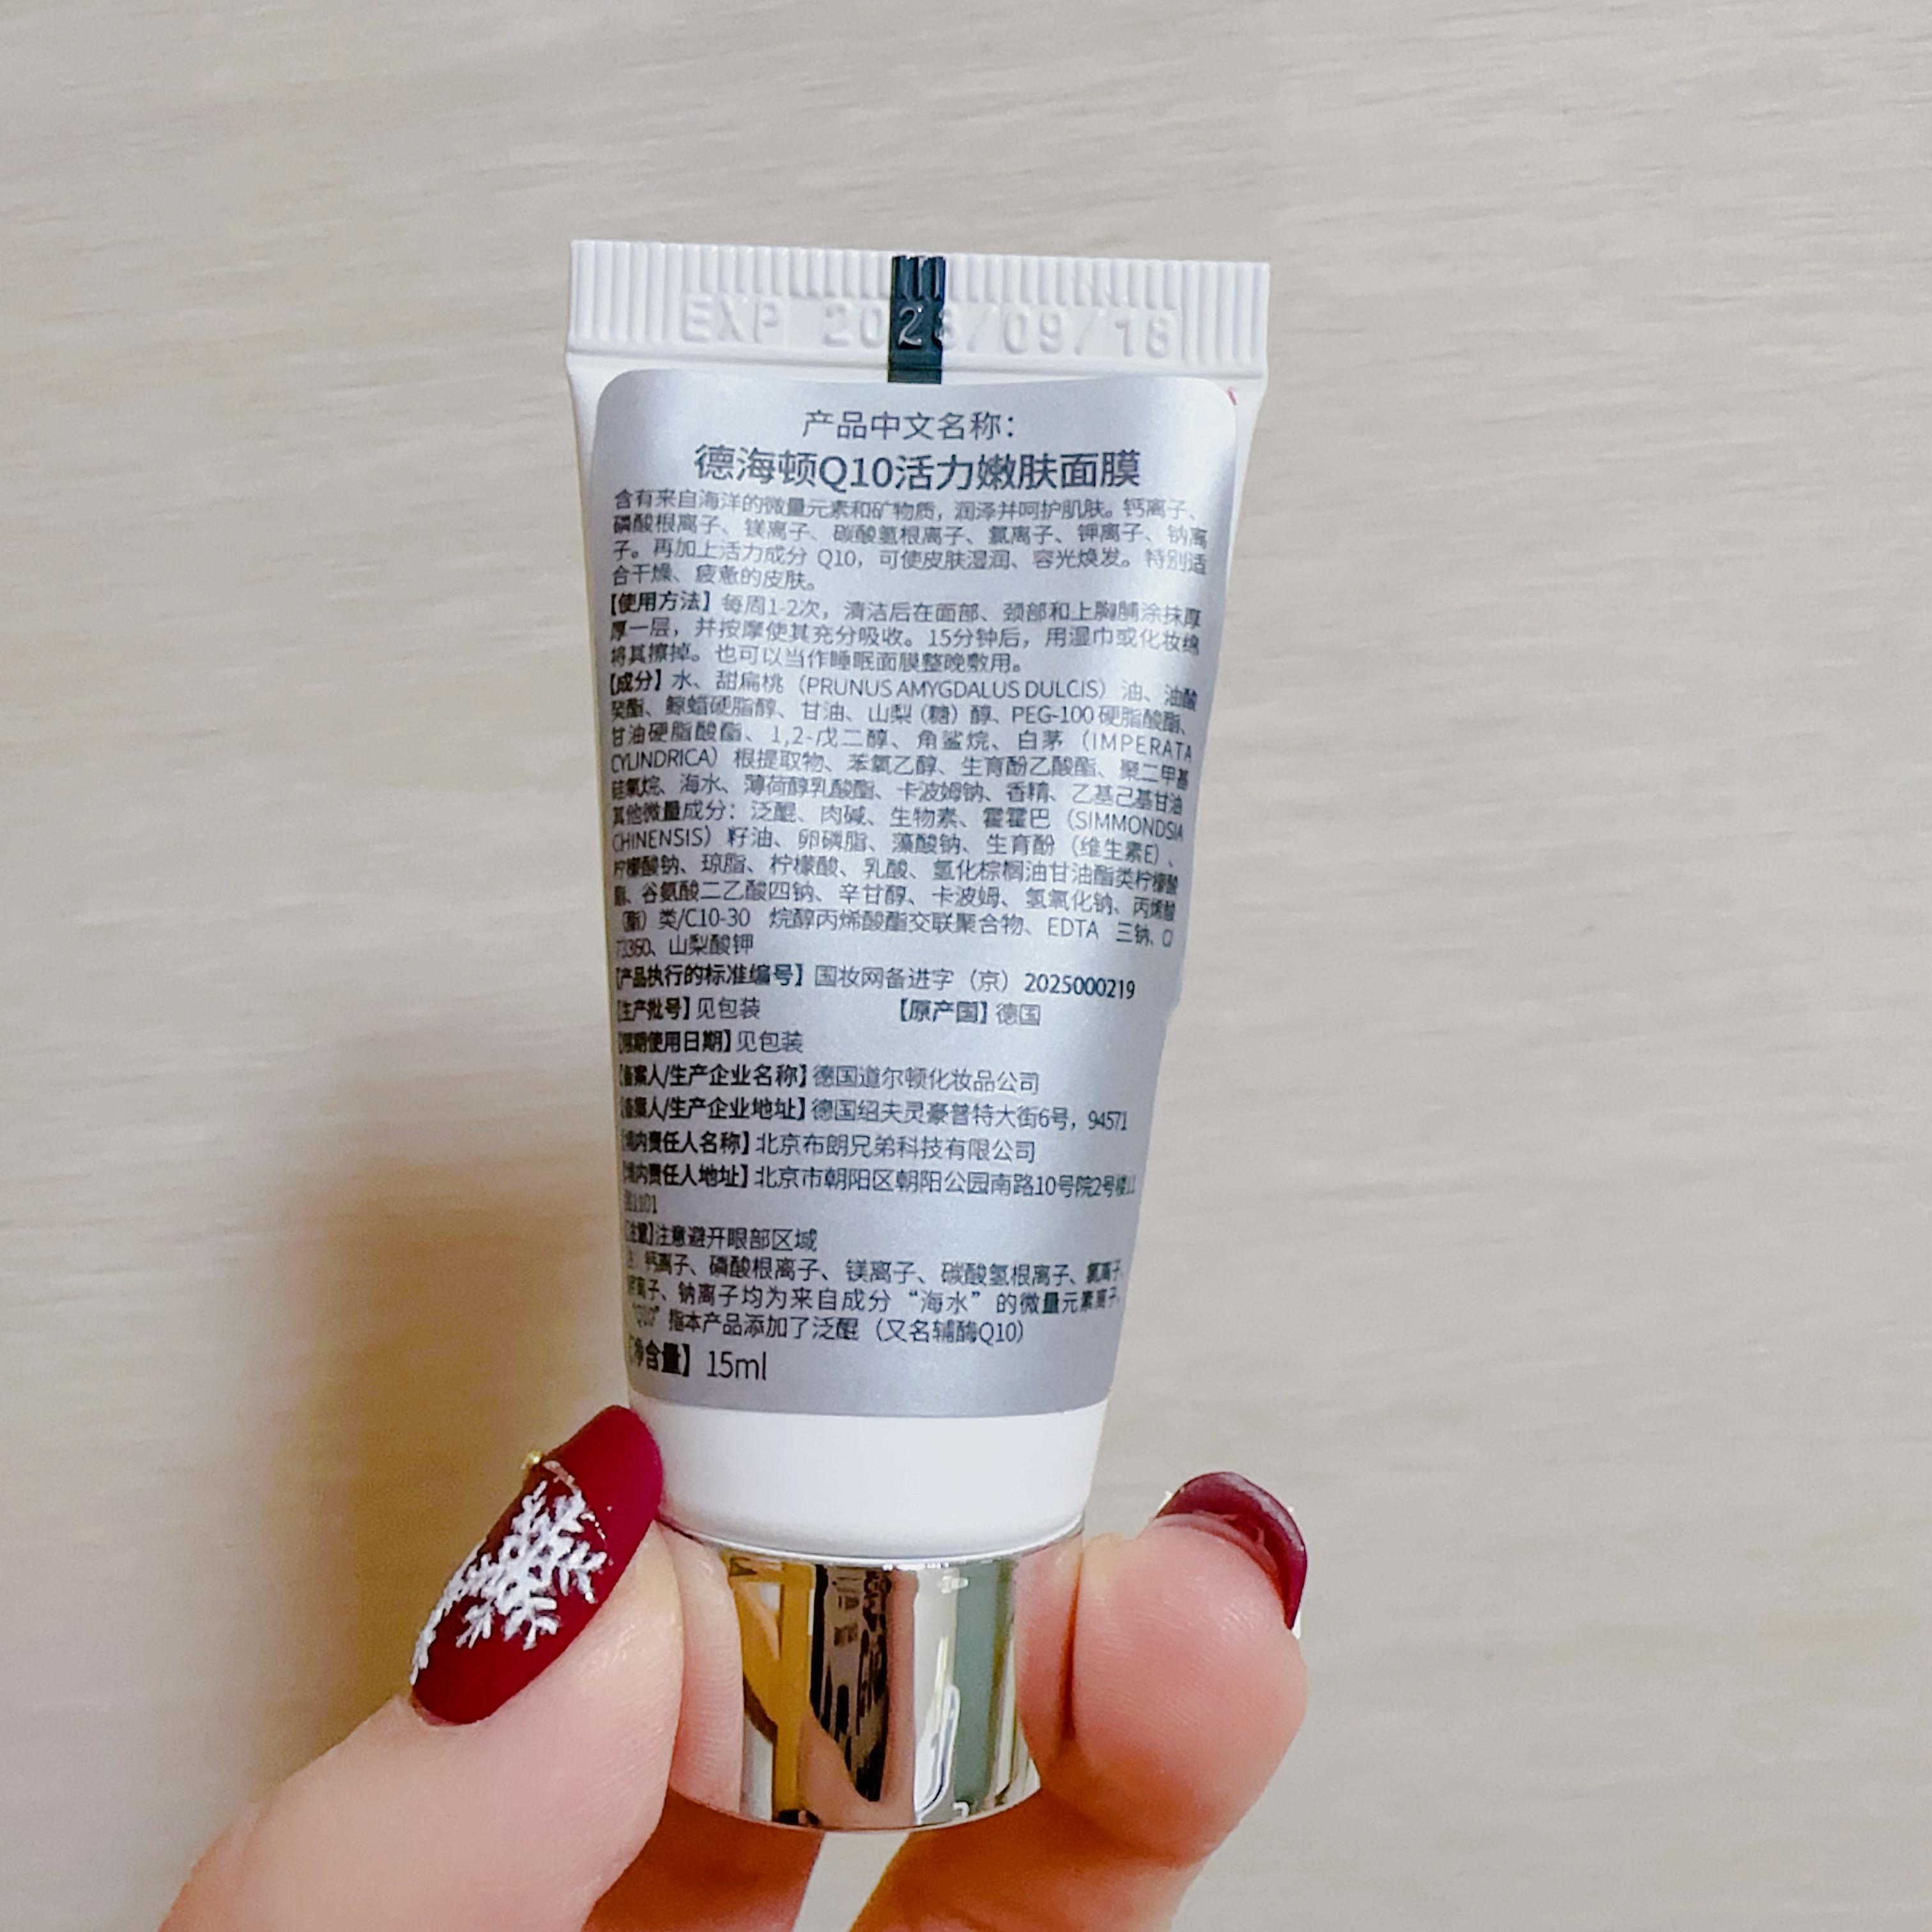 EXP 2028/09/18
产品中文名称：
德海顿Q10活力嫩肤面膜
含有来自海洋的微量元素和矿物质，润泽并呵护肌肤。钙离子、
磷酸根离子、镁离子、碳酸氢根离子、氯离子、钾离子、钠离
子。再加上活力成分 Q10，可使皮肤湿润、容光焕发。特别适
合干燥、疲惫的皮肤。
【使用方法】每周1-2次，清洁后在面部、颈部和上胸脯涂抹厚
厚一层，并按摩使其充分吸收。15分钟后，用湿巾或化妆绵
将其擦掉。也可以当作睡眠面膜整晚敷用。
【成分】水、甜扁桃（PRUNUS AMYGDALUS DULCIS）油、油酸
癸酯、鲸蜡硬脂醇、甘油、山梨（糖）醇、PEG-100 硬脂酸酯、
甘油硬脂酸酯、1,2-戊二醇、角鲨烷、白茅（IMPERATA
CYLINDRICA）根提取物、苯氧乙醇、生育酚乙酸酯、聚二甲基
硅氧烷、海水、薄荷醇乳酸酯、卡波姆钠、香精、乙基己基甘油
其他微量成分：泛醌、肉碱、生物素、霍霍巴（SIMMONDSIA
CHINENSIS）籽油、卵磷脂、藻酸钠、生育酚（维生素E）、
柠檬酸钠、琼脂、柠檬酸、乳酸、氢化棕榈油甘油酯类柠檬酸
酯、谷氨酸二乙酸四钠、辛甘醇、卡波姆、氢氧化钠、丙烯酸
（酯）类/C10-30 烷醇丙烯酸酯交联聚合物、EDTA 三钠、CI
73360、山梨酸钾
【产品执行的标准编号】国妆网备进字（京）2025000219
【生产批号】见包装 【原产国】德国
【限期使用日期】见包装
【备案人/生产企业名称】德国道尔顿化妆品公司
【备案人/生产企业地址】德国绍夫灵豪普特大街6号，94571
【境内责任人名称】北京布朗兄弟科技有限公司
【境内责任人地址】北京市朝阳区朝阳公园南路10号院2号楼11
层1101
【注意】注意避开眼部区域
注：钙离子、磷酸根离子、镁离子、碳酸氢根离子、氯离子、
钾离子、钠离子均为来自成分“海水”的微量元素离子，
“Q10”指本产品添加了泛醌（又名辅酶Q10）
【净含量】15ml